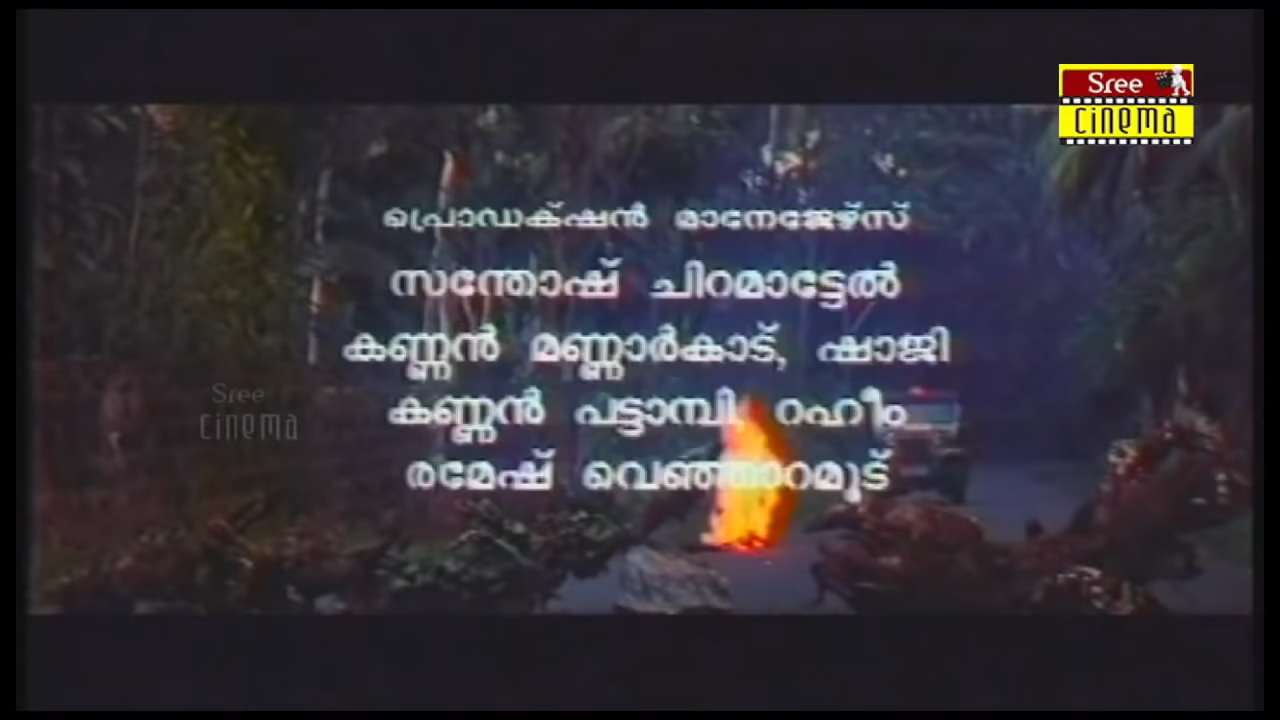 Sree
cinema
പ്രൊഡക്ഷൻ മാനേജേഴ്സ്
സന്തോഷ് ചിറമാട്ടേൽ
കണ്ണൻ മണ്ണാർകാട്, ഷാജി
കണ്ണൻ പട്ടാമ്പി, റഹീം
രമേഷ് വെഞ്ഞാറമൂട്
Sree
cinema